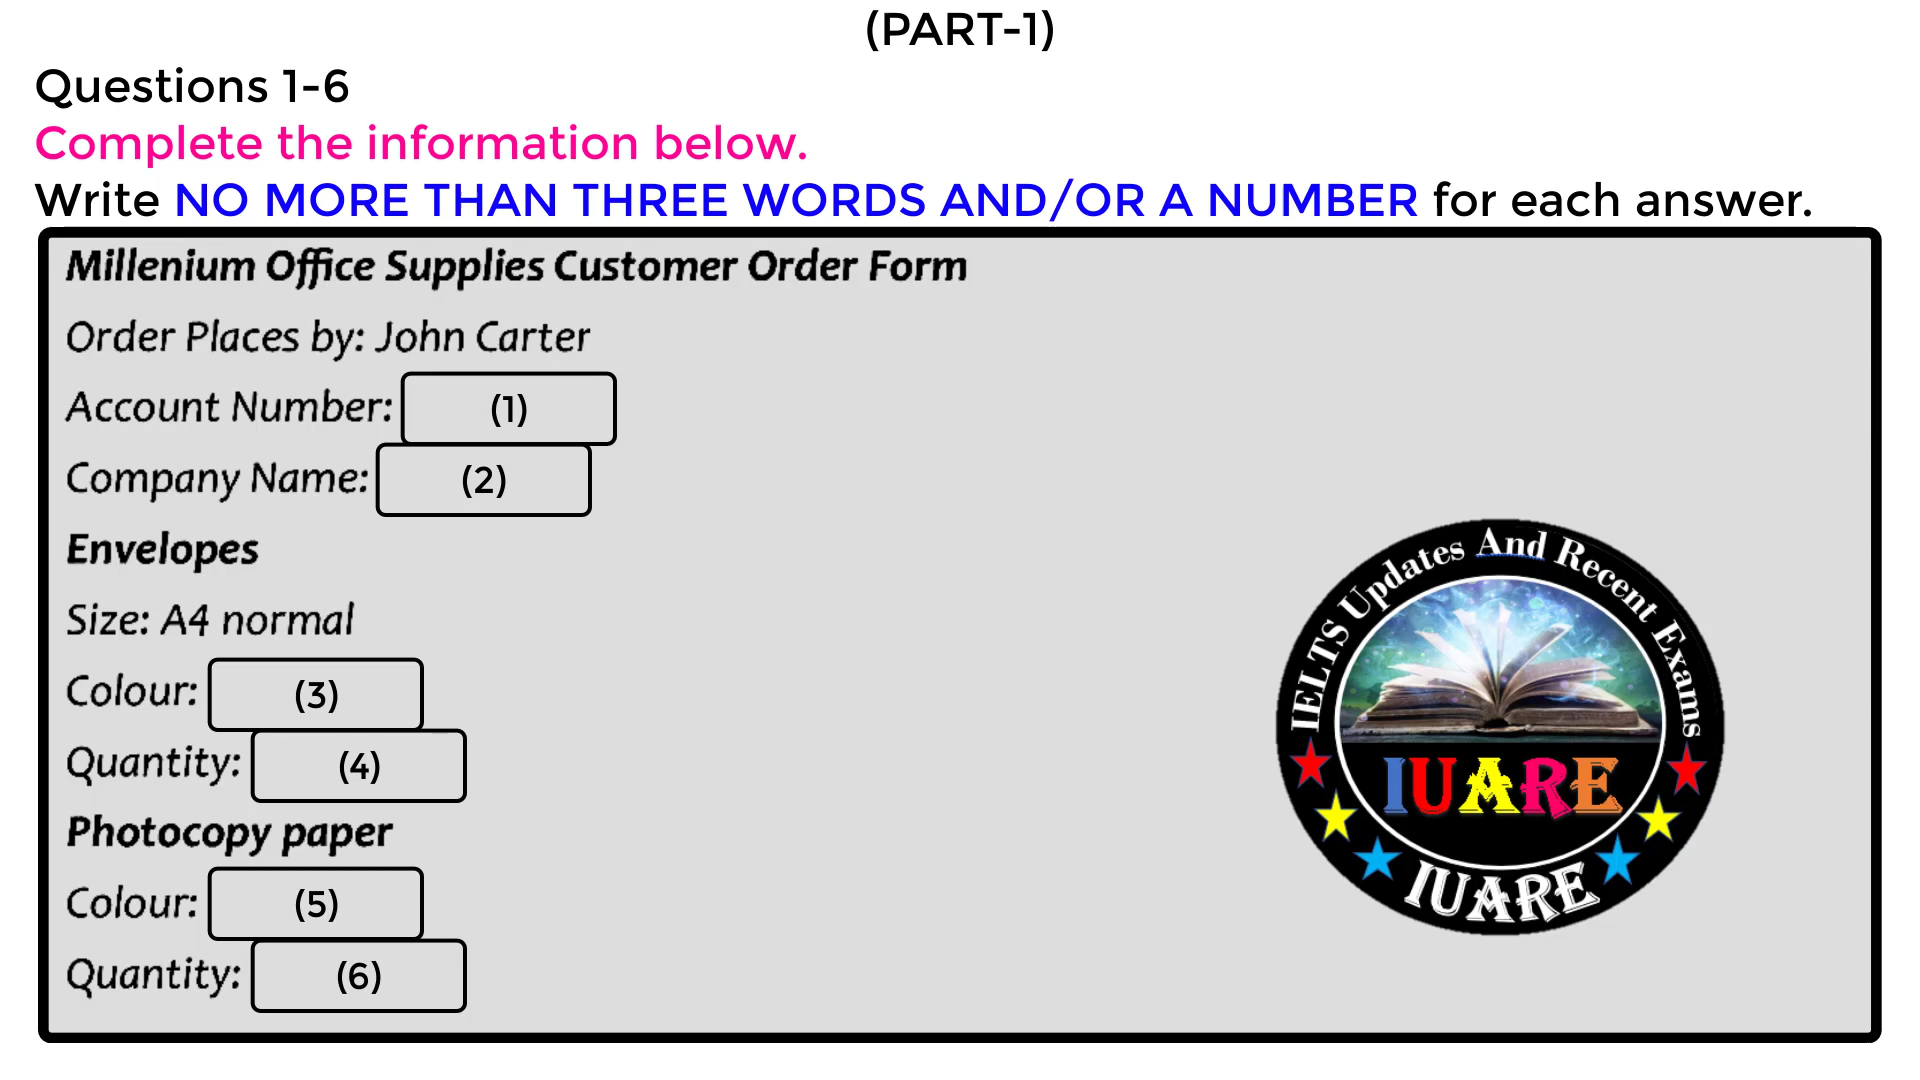 (PART-1)
Questions 1-6
Complete the information below.
Write NO MORE THAN THREE WORDS AND/OR A NUMBER for each answer.
Millenium Office Supplies Customer Order Form
Order Places by: John Carter
Account Number: (1)
Company Name: (2)
Envelopes
Size: A4 normal
Colour: (3)
Quantity: (4)
Photocopy paper
Colour: (5)
Quantity: (6)
IELTS Updates And Recent Exams
IUARE
IUARE